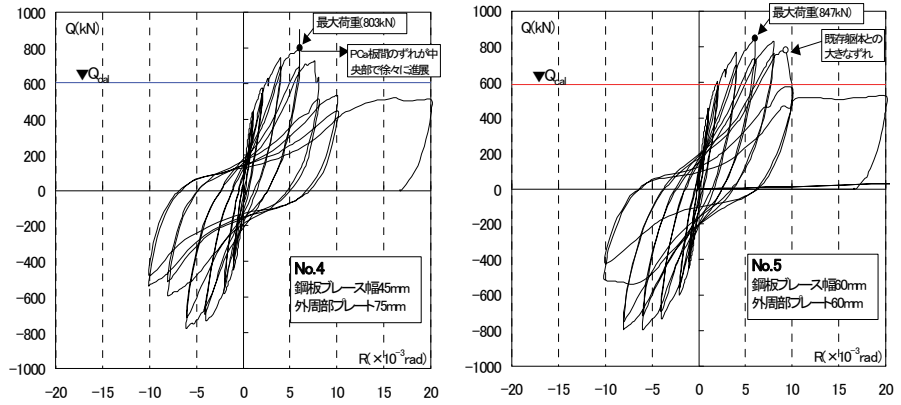 1000
Q(kN)
最大荷重(803kN)
800
PCa板間のずれが中
央部で徐々に進展
▼Qcal
600
400
200
0
-200
No.4
-400
鋼板ブレース幅45mm
-600
外周部プレート75mm
-800
R(×10⁻³rad)
-1000
-20 -15 -10 -5 0 5 10 15 20
1000
Q(kN)
最大荷重(847kN)
800
既存躯体との
大きなずれ
▼Qcal
600
400
200
0
-200
No.5
-400
鋼板ブレース幅60mm
-600
外周部プレート60mm
-800
R(×10⁻³rad)
-1000
-20 -15 -10 -5 0 5 10 15 20